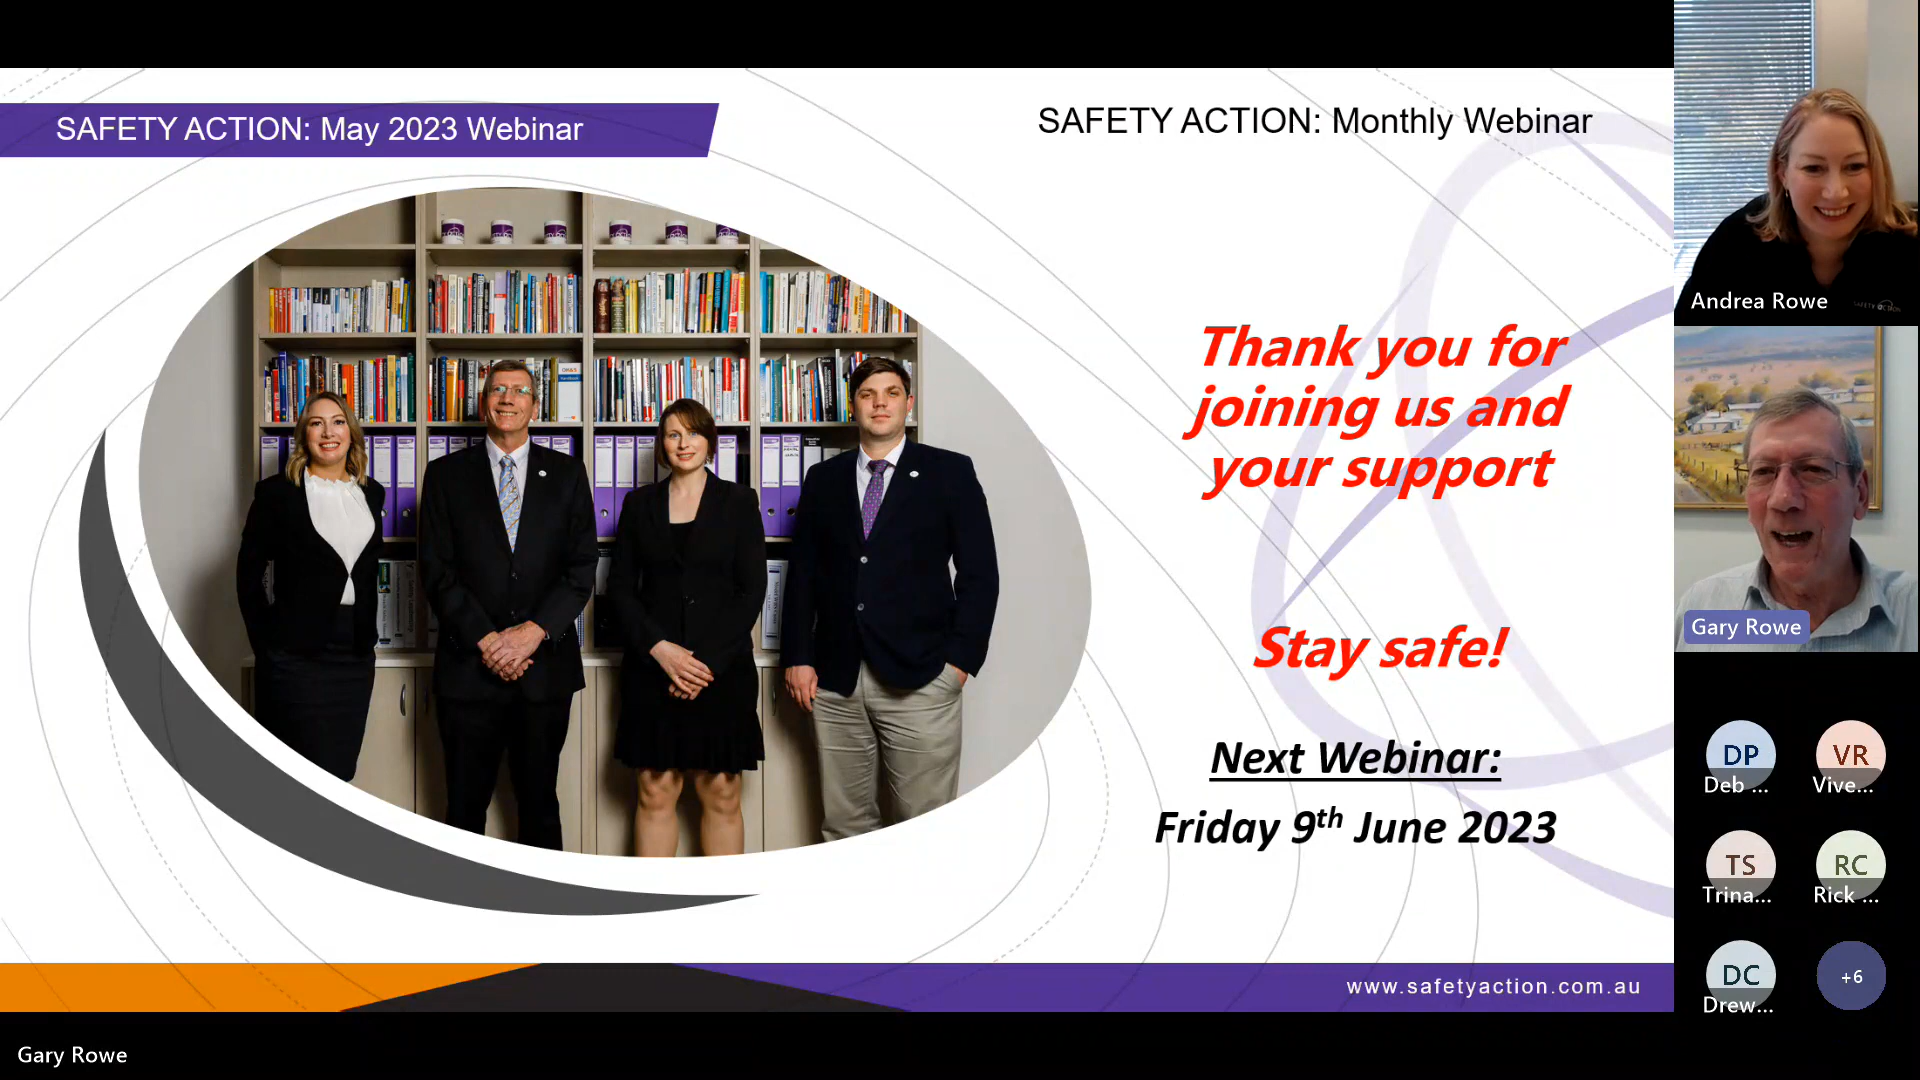 SAFETY ACTION: May 2023 Webinar
SAFETY ACTION: Monthly Webinar
Thank you for
joining us and
your support
Stay safe!
Next Webinar:
Friday 9th June 2023
www.safetyaction.com.au
Andrea Rowe
SAFETY ACTION
Gary Rowe
DP
Deb ...
VR
Vive...
TS
Trina...
RC
Rick ...
DC
Drew...
+6
Gary Rowe